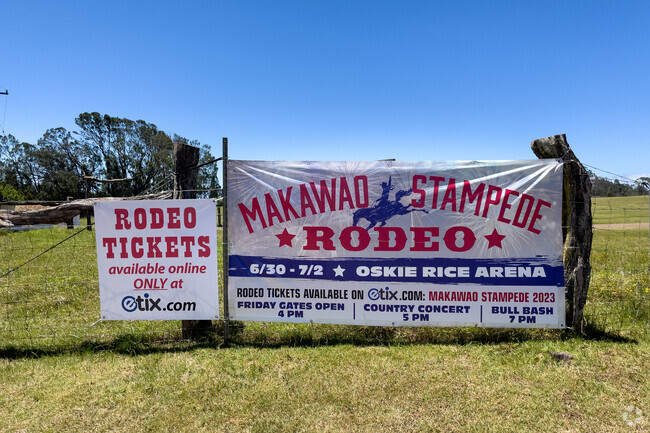 RODEO
TICKETS
available online
ONLY at
etix.com
MAKAWAO STAMPEDE
RODEO
6/30 - 7/2 ★ OSKIE RICE ARENA
RODEO TICKETS AVAILABLE ON etix.com: MAKAWAO STAMPEDE 2023
FRIDAY GATES OPEN
4 PM
COUNTRY CONCERT
5 PM
BULL BASH
7 PM